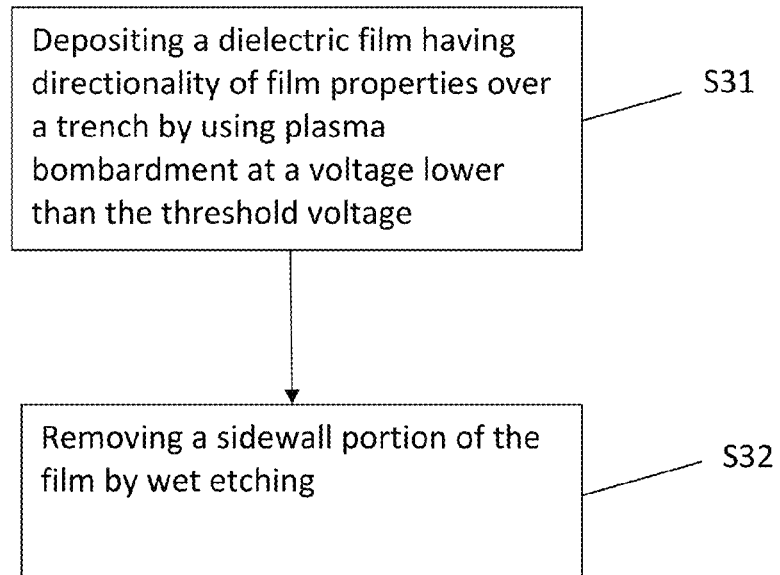 Depositing a dielectric film having
directionality of film properties over
a trench by using plasma
bombardment at a voltage lower
than the threshold voltage
S31
Removing a sidewall portion of the
film by wet etching
S32